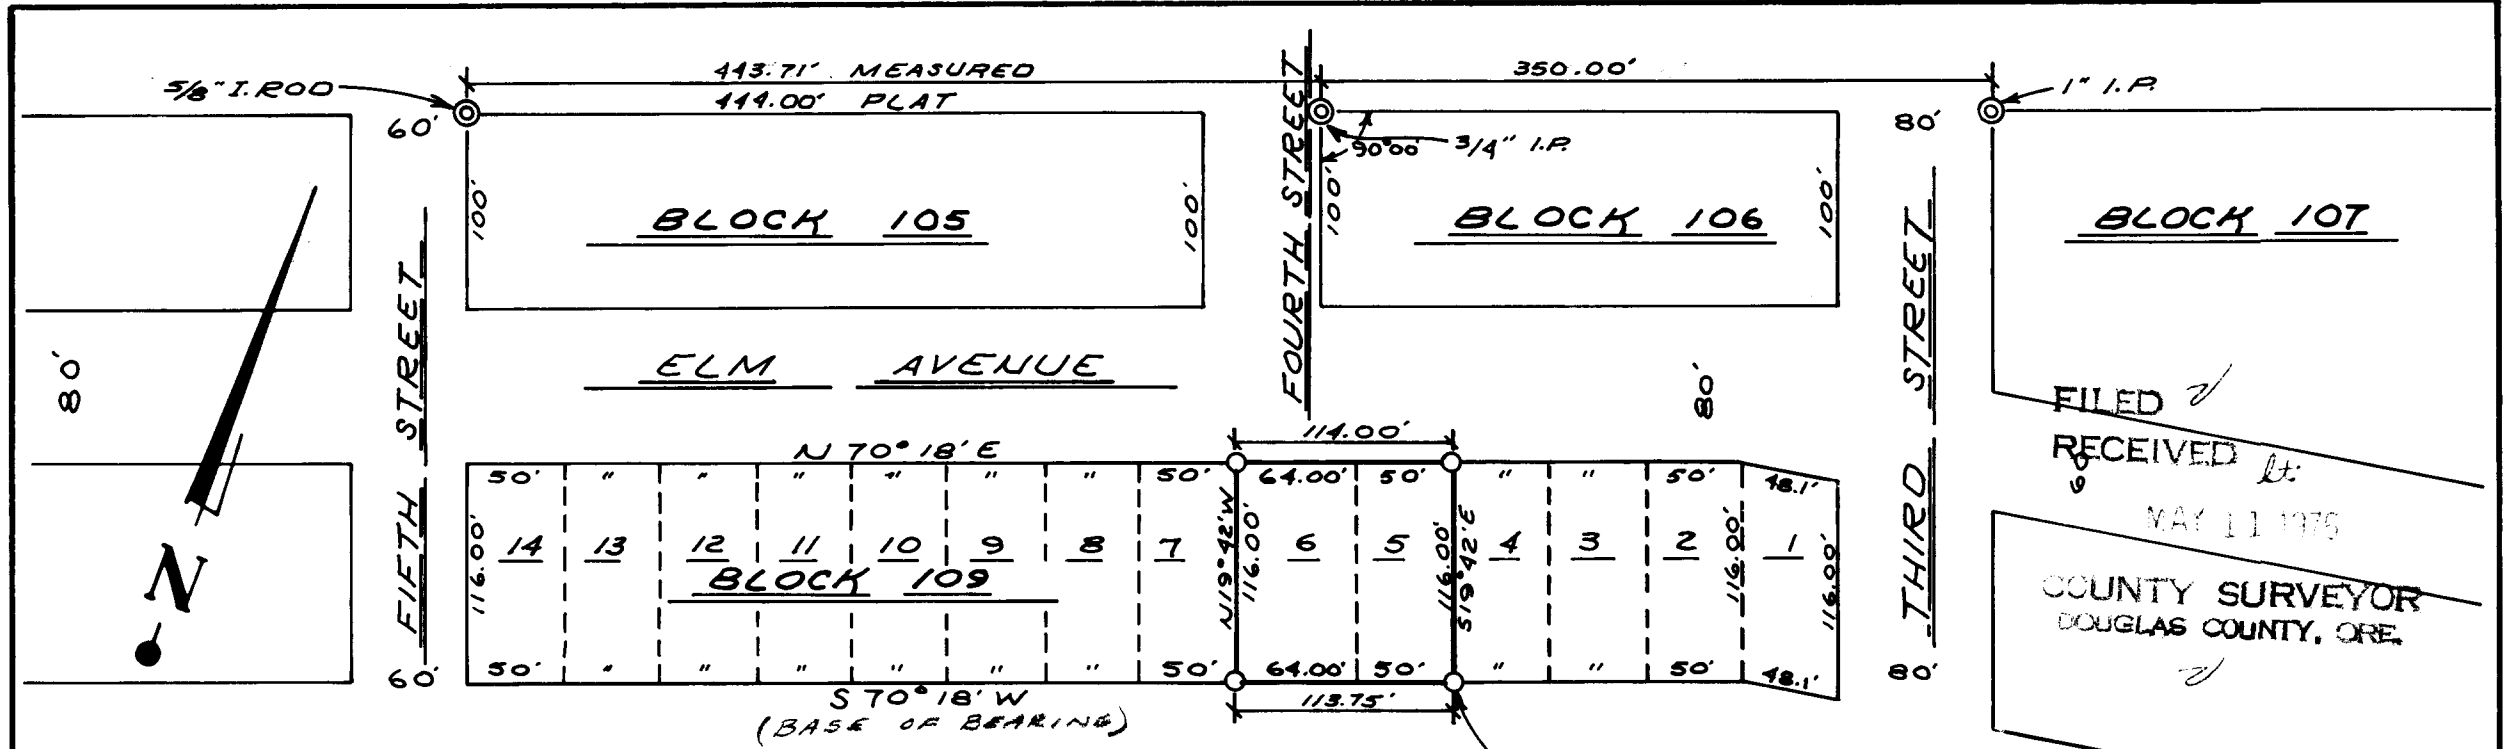 443.71' MEASURED
350.00'
5/8" I. ROD
444.00' PLAT
1" I.P.
60'
80'
90°00'
3/4" I.P.
100'
100'
100'
100'
BLOCK 105
BLOCK 106
BLOCK 107
FIFTH STREET
FOURTH STREET
THIRD STREET
ELM AVENUE
80'
80'
FILED
RECEIVED
MAY 11 1976
COUNTY SURVEYOR
DOUGLAS COUNTY, ORE.
N 70° 18' E
114.00'
50' " " " " " " 50' 64.00' 50' " " 50' 48.1'
116.00'
N 19° 42' W
116.00'
116.00'
S 19° 42' E
116.00'
116.00'
14 13 12 11 10 9 8 7 6 5 4 3 2 1
BLOCK 109
N
50' " " " " " " 50' 64.00' 50' " " 50' 48.1'
60'
80'
S 70° 18' W
113.75'
(BASE OF BEARING)